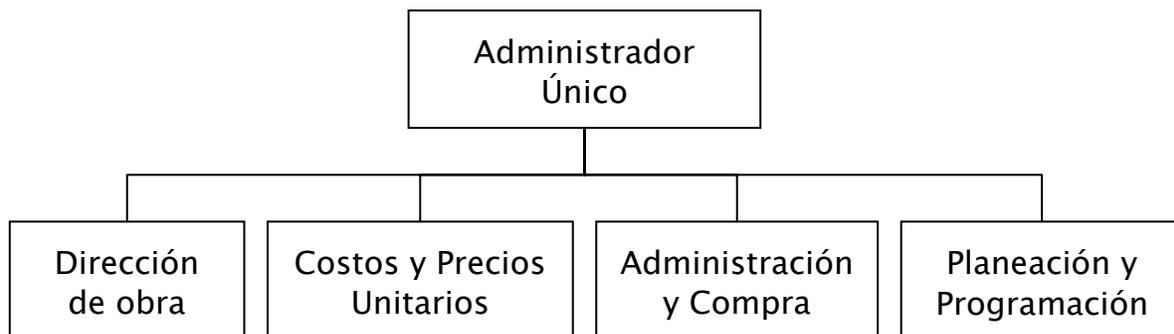 Administrador
Único
Dirección
de obra
Costos y Precios
Unitarios
Administración
y Compra
Planeación y
Programación